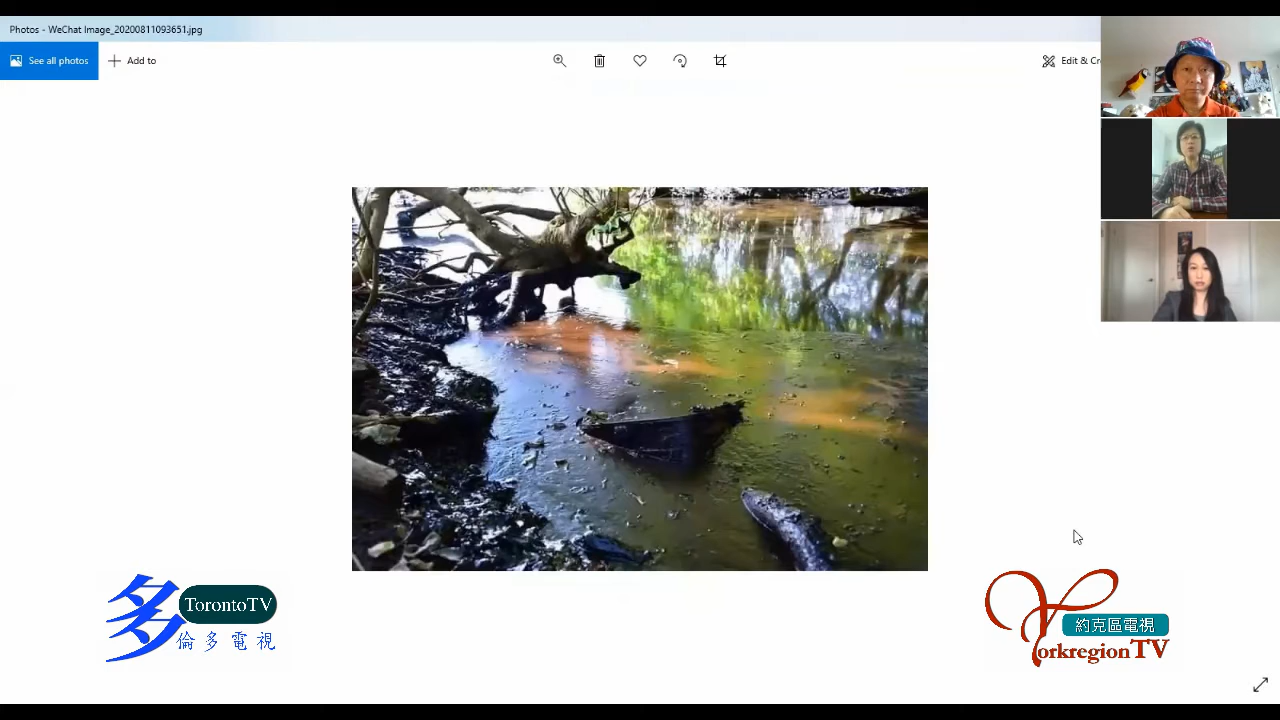 Photos - WeChat Image_20200811093651.jpg
See all photos
Add to
Edit & Cr
多
TorontoTV
倫多電視
約克區電視
YorkregionTV